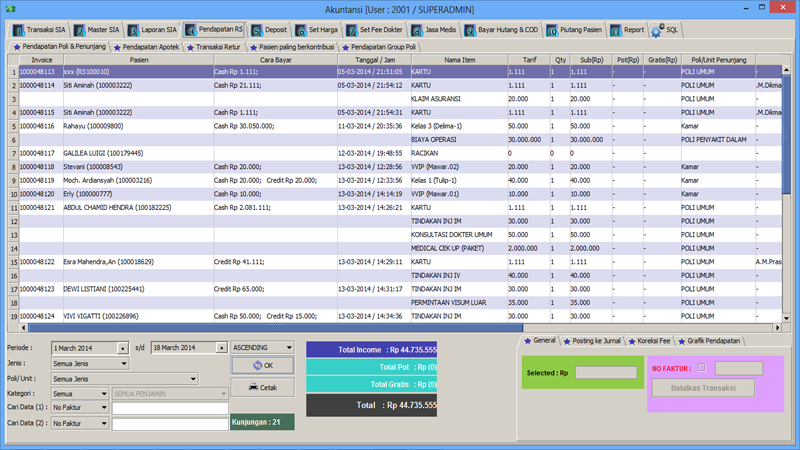 Akuntansi [User : 2001 / SUPERADMIN]
Transaksi SIA Master SIA Laporan SIA Pendapatan RS Deposit Set Harga Set Fee Dokter Jasa Medis Bayar Hutang & COD Piutang Pasien Report SQL
Pendapatan Poli & Penunjang Pendapatan Apotek Transaksi Retur Pasien paling berkontribusi Pendapatan Group Poli
Invoice Pasien Cara Bayar Tanggal / Jam Nama Item Tarif Qty Sub(Rp) Pot(Rp) Gratis(Rp) Poli/Unit Penunjang
1 1000048113 xxx (RS100010) Cash Rp 1.111; 05-03-2014 / 21:51:05 KARTU 1.111 1 1.111 - - POLI UMUM -
2 1000048114 Siti Aminah (100003222) Cash Rp 21.111; 05-03-2014 / 21:54:12 KARTU 1.111 1 1.111 - - POLI UMUM .M.Dikma
3 KLAIM ASURANSI 20.000 1 20.000 - - POLI UMUM -
4 1000048115 Siti Aminah (100003222) Cash Rp 1.111; 05-03-2014 / 21:54:31 KARTU 1.111 1 1.111 - - POLI UMUM .M.Dikma
5 1000048116 Rahayu (100009800) Cash Rp 30.050.000; 11-03-2014 / 20:35:36 Kelas 3 (Delima-1) 50.000 1 50.000 - - Kamar -
6 BIAYA OPERASI 30.000.000 1 30.000.000 - - POLI PENYAKIT DALAM -
7 1000048117 GALILEA LUIGI (100179445) 12-03-2014 / 19:48:55 RACIKAN 0 0 0 - - -
8 1000048118 Stevani (100008543) Cash Rp 20.000; 13-03-2014 / 12:28:56 VVIP (Mawar.02) 20.000 1 20.000 - - Kamar -
9 1000048119 Moch. Ardiansyah (100003216) Cash Rp 20.000; Credit Rp 20.000; 13-03-2014 / 12:33:56 Kelas 1 (Tulip-1) 40.000 1 40.000 - - Kamar -
10 1000048120 Erly (100000777) Cash Rp 10.000; 13-03-2014 / 14:14:19 VVIP (Mawar.01) 10.000 1 10.000 - - Kamar -
11 1000048121 ABDUL CHAMID HENDRA (100182225) Cash Rp 2.081.111; 13-03-2014 / 14:26:21 KARTU 1.111 1 1.111 - - POLI UMUM -
12 TINDAKAN INJ IM 30.000 1 30.000 - - POLI UMUM -
13 KONSULTASI DOKTER UMUM 50.000 1 50.000 - - POLI UMUM -
14 MEDICAL CEK UP (PAKET) 2.000.000 1 2.000.000 - - POLI UMUM -
15 1000048122 Esra Mahendra,An (100018629) Credit Rp 41.111; 13-03-2014 / 14:29:11 KARTU 1.111 1 1.111 - - POLI UMUM A.M.Pras
16 TINDAKAN INJ IV 40.000 1 40.000 - - POLI UMUM -
17 1000048123 DEWI LISTIANI (100225441) Credit Rp 65.000; 13-03-2014 / 14:31:17 TINDAKAN INJ IM 30.000 1 30.000 - - POLI UMUM -
18 PERMINTAAN VISUM LUAR 35.000 1 35.000 - - POLI UMUM -
19 1000048124 VIVI VIGATTI (100226896) Cash Rp 50.000; Credit Rp 15.000; 13-03-2014 / 14:34:36 TINDAKAN INJ IM 30.000 1 30.000 - - POLI UMUM -
Periode : 1 March 2014 s/d 18 March 2014 ASCENDING
Jenis : Semua Jenis OK
Poli/ Unit : Semua Jenis
Kategori : Semua SEMUA PENJAMIN Cetak
Cari Data (1) : No Faktur
Cari Data (2) : No Faktur Kunjungan : 21
Total Income : Rp 44.735.555
Total Pot : Rp (0)
Total Gratis : Rp (0)
Total : Rp 44.735.555
General Posting ke Jurnal Koreksi Fee Grafik Pendapatan
Selected : Rp
NO FAKTUR :
Batalkan Transaksi